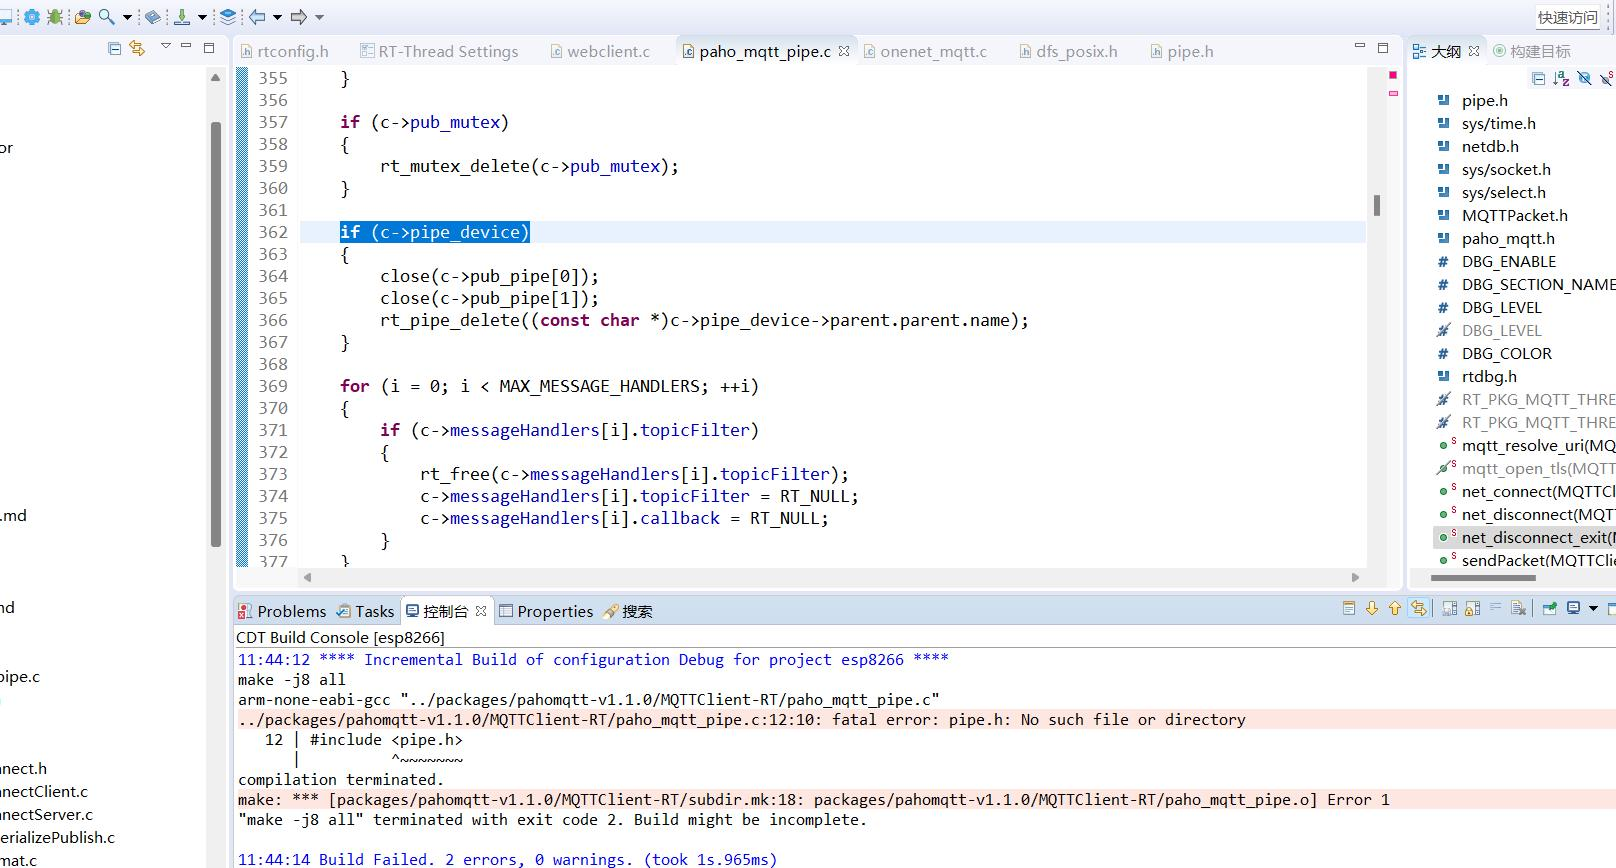 快速访问
rtconfig.h
RT-Thread Settings
webclient.c
paho_mqtt_pipe.c
onenet_mqtt.c
dfs_posix.h
pipe.h
大纲
构建目标
or
.md
nd
pipe.c
nnect.h
nnectClient.c
nnectServer.c
erializePublish.c
mat.c
355 }
356
357 if (c->pub_mutex)
358 {
359 rt_mutex_delete(c->pub_mutex);
360 }
361
362 if (c->pipe_device)
363 {
364 close(c->pub_pipe[0]);
365 close(c->pub_pipe[1]);
366 rt_pipe_delete((const char *)c->pipe_device->parent.parent.name);
367 }
368
369 for (i = 0; i < MAX_MESSAGE_HANDLERS; ++i)
370 {
371 if (c->messageHandlers[i].topicFilter)
372 {
373 rt_free(c->messageHandlers[i].topicFilter);
374 c->messageHandlers[i].topicFilter = RT_NULL;
375 c->messageHandlers[i].callback = RT_NULL;
376 }
377 }
pipe.h
sys/time.h
netdb.h
sys/socket.h
sys/select.h
MQTTPacket.h
paho_mqtt.h
# DBG_ENABLE
# DBG_SECTION_NAME
# DBG_LEVEL
# DBG_LEVEL
# DBG_COLOR
rtdbg.h
# RT_PKG_MQTT_THRE
# RT_PKG_MQTT_THRE
mqtt_resolve_uri(MQ
mqtt_open_tls(MQTT
net_connect(MQTTCl
net_disconnect(MQT
net_disconnect_exit(M
sendPacket(MQTTClie
Problems
Tasks
控制台
Properties
搜索
CDT Build Console [esp8266]
11:44:12 **** Incremental Build of configuration Debug for project esp8266 ****
make -j8 all
arm-none-eabi-gcc "../packages/pahomqtt-v1.1.0/MQTTClient-RT/paho_mqtt_pipe.c"
../packages/pahomqtt-v1.1.0/MQTTClient-RT/paho_mqtt_pipe.c:12:10: fatal error: pipe.h: No such file or directory
12 | #include <pipe.h>
| ^~~~~~~~
compilation terminated.
make: *** [packages/pahomqtt-v1.1.0/MQTTClient-RT/subdir.mk:18: packages/pahomqtt-v1.1.0/MQTTClient-RT/paho_mqtt_pipe.o] Error 1
"make -j8 all" terminated with exit code 2. Build might be incomplete.
11:44:14 Build Failed. 2 errors, 0 warnings. (took 1s.965ms)